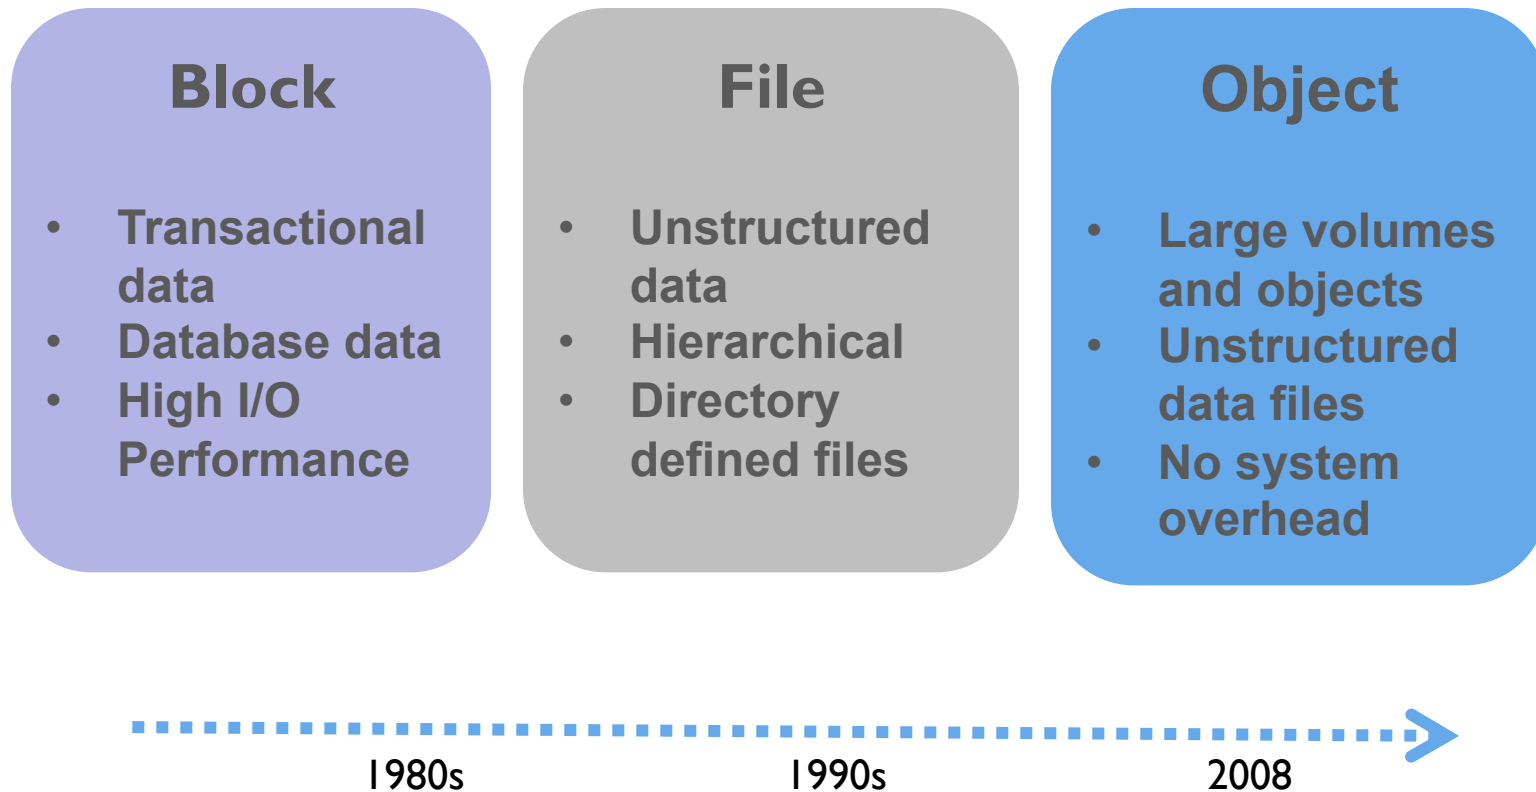 Block
• Transactional
data
• Database data
• High I/O
Performance
File
• Unstructured
data
• Hierarchical
• Directory
defined files
Object
• Large volumes
and objects
• Unstructured
data files
• No system
overhead
1980s
1990s
2008